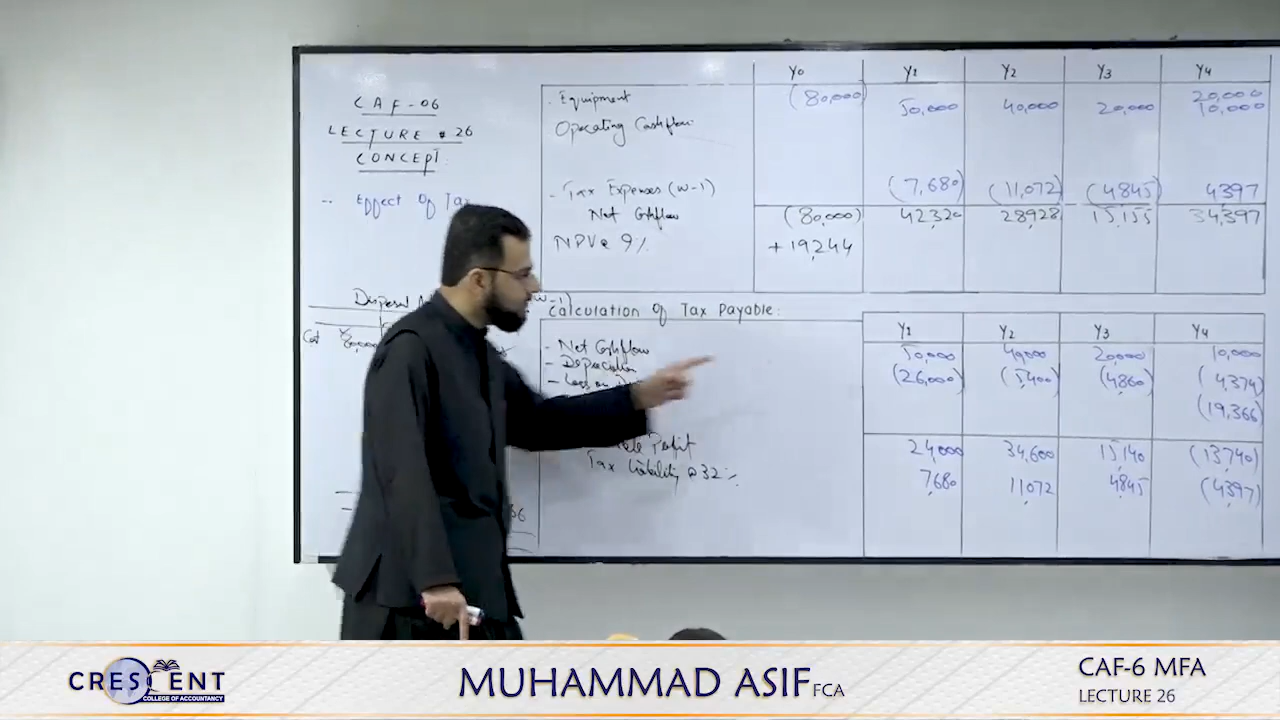 CAF-06
LECTURE # 26
CONCEPT:
-- Effect Of Tax
Y0 Y1 Y2 Y3 Y4
- Equipment (80,000) 20,000
Operating Cashflow 50,000 40,000 20,000 10,000
- Tax Expenses (W-1) (7,680) (11,072) (4845) 4397
Net Cashflow (80,000) 42,320 28,928 15,155 34,397
NPV@ 9% +19,244
Disposal
Cost 80,000
Calculation Of Tax Payable:
Y1 Y2 Y3 Y4
- Net Cashflow 50,000 40,000 20,000 10,000
- Depreciation (26,000) (5,400) (4,860) (4,374)
- Loss on (19,366)
Profit 24,000 34,600 15,140 (13,740)
Tax Liability @32% 7,680 11,072 4,845 (4,397)
CRESCENT
COLLEGE OF ACCOUNTANCY
MUHAMMAD ASIF FCA
CAF-6 MFA
LECTURE 26